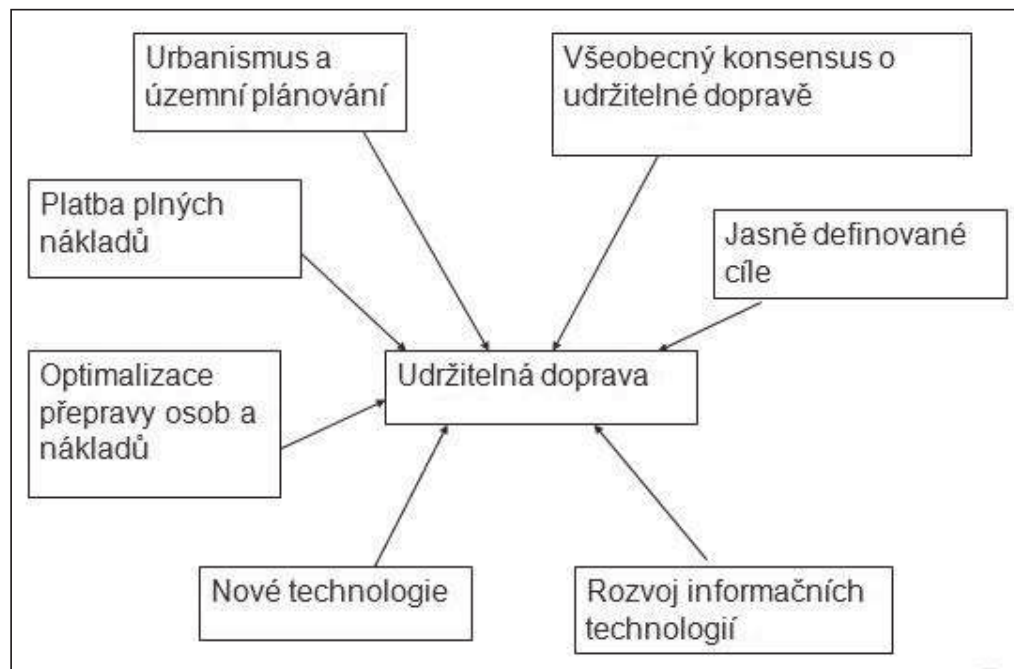 Urbanismus a
územní plánování
Všeobecný konsensus o
udržitelné dopravě
Platba plných
nákladů
Jasně definované
cíle
Optimalizace
přepravy osob a
nákladů
Udržitelná doprava
Nové technologie
Rozvoj informačních
technologií